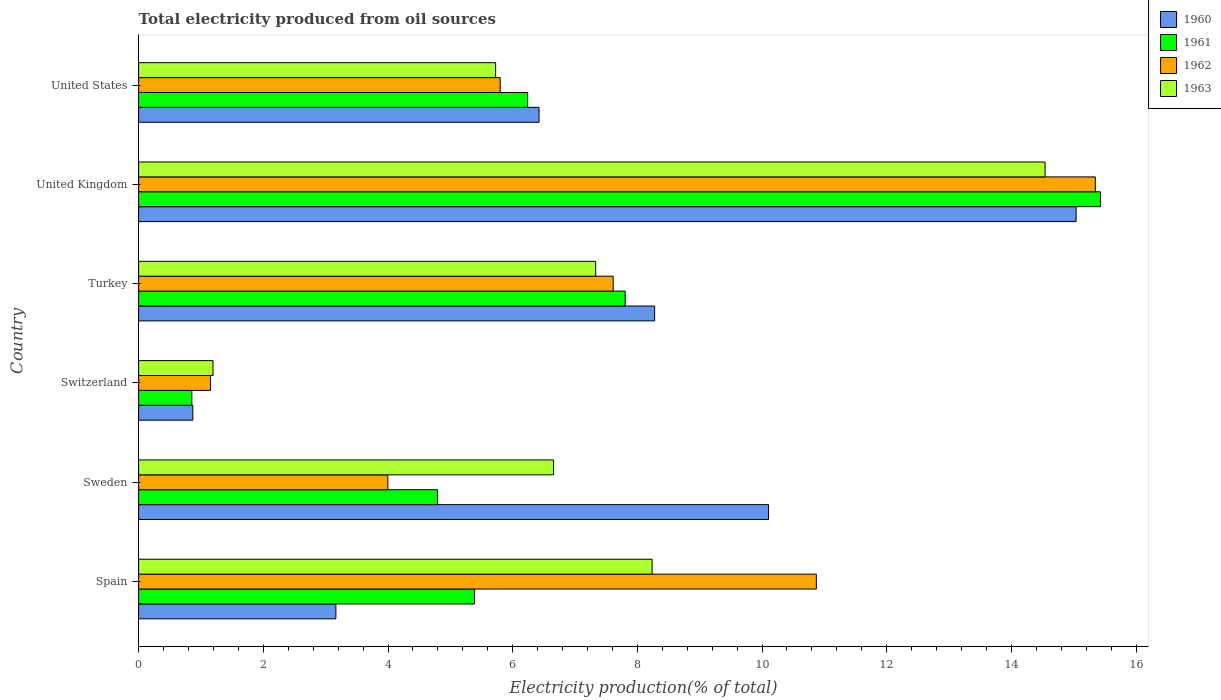 Total electricity produced from oil sources
1960
1961
1962
1963
United States
United Kingdom
Turkey
Switzerland
Sweden
Spain
Country
0 2 4 6 8 10 12 14 16
Electricity production(% of total)